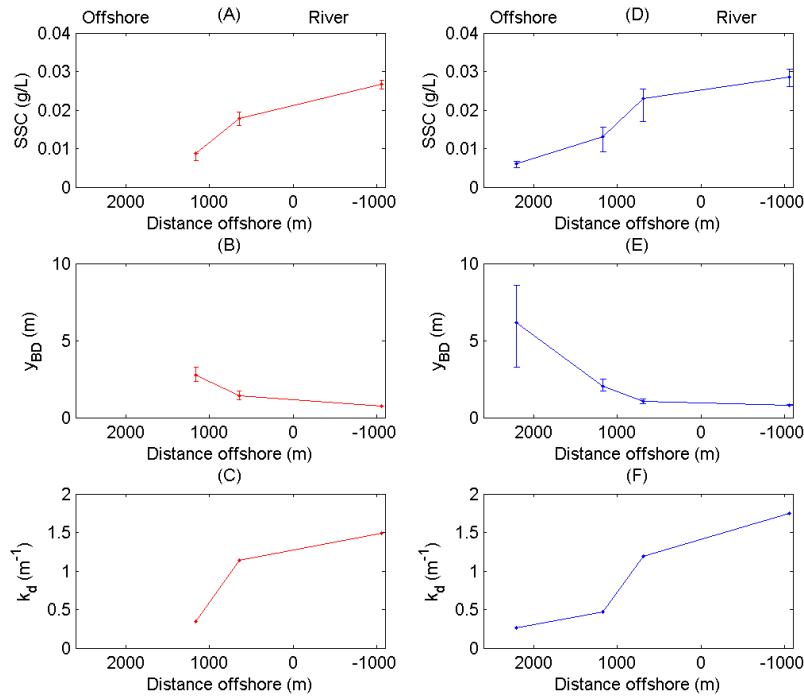 Offshore (A) River
0.04
0.03
0.02
0.01
0
SSC (g/L)
2000 1000 0 -1000
Distance offshore (m)
Offshore (D) River
0.04
0.03
0.02
0.01
0
SSC (g/L)
2000 1000 0 -1000
Distance offshore (m)
(B)
10
5
0
y_BD (m)
2000 1000 0 -1000
Distance offshore (m)
(E)
10
5
0
y_BD (m)
2000 1000 0 -1000
Distance offshore (m)
(C)
2
1.5
1
0.5
0
k_d (m^-1)
2000 1000 0 -1000
Distance offshore (m)
(F)
2
1.5
1
0.5
0
k_d (m^-1)
2000 1000 0 -1000
Distance offshore (m)